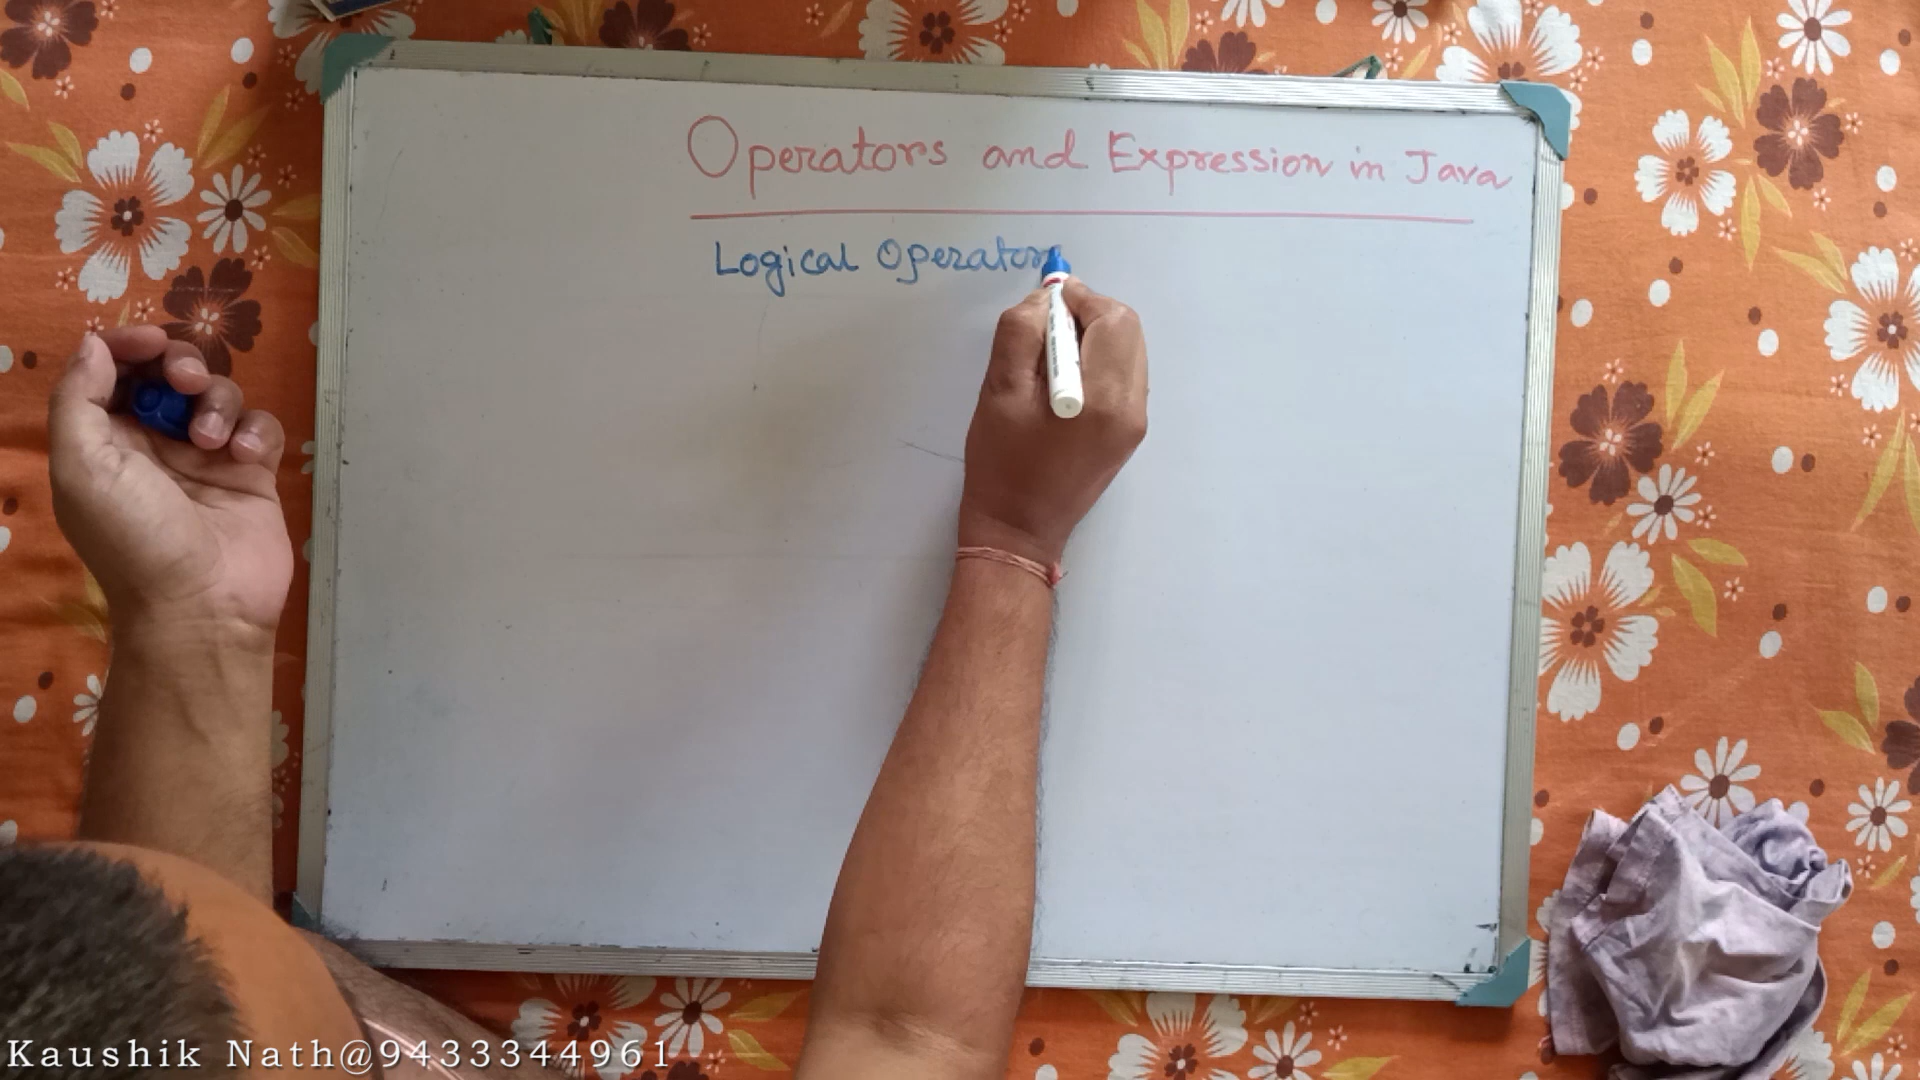 Operators and Expression in Java
Logical Operators
Kaushik Nath@9433344961